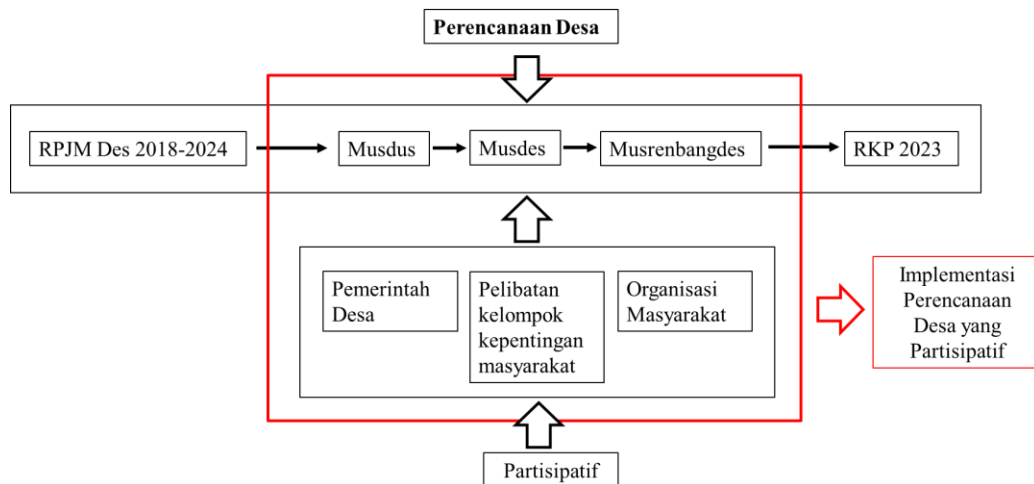 Perencanaan Desa
RPJM Des 2018-2024
Musdus
Musdes
Musrenbangdes
RKP 2023
Pemerintah
Desa
Pelibatan
kelompok
kepentingan
masyarakat
Organisasi
Masyarakat
Implementasi
Perencanaan
Desa yang
Partisipatif
Partisipatif